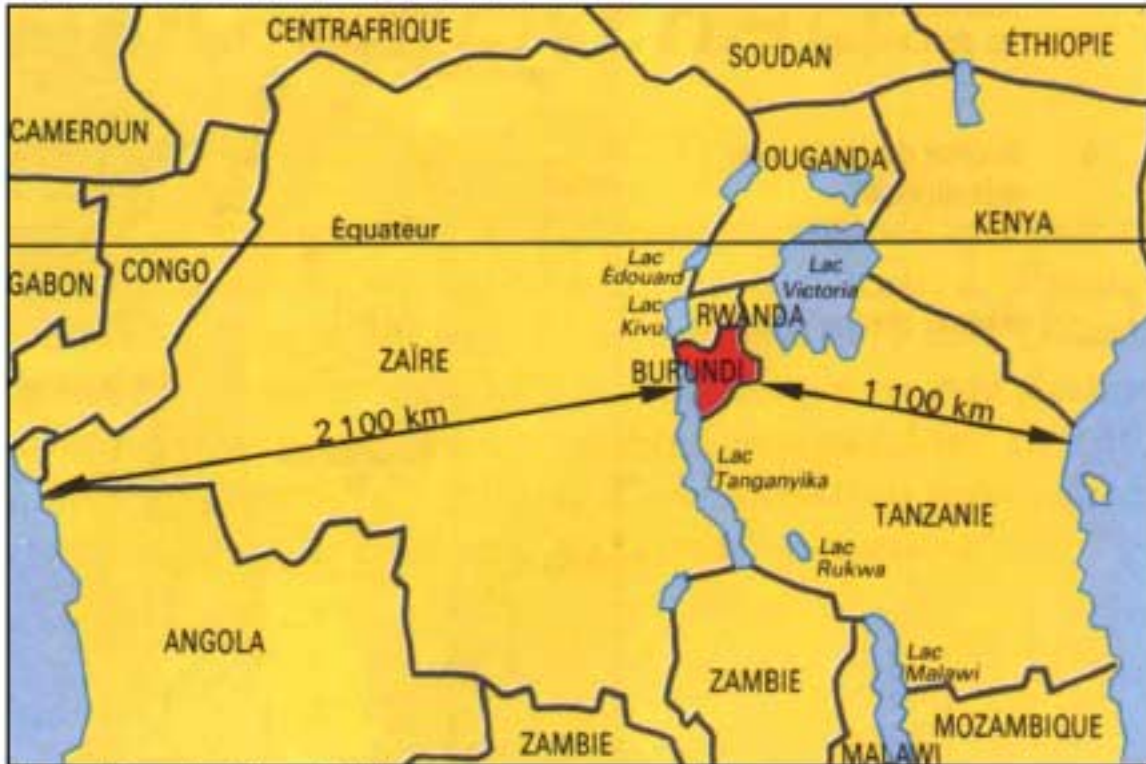 CENTRAFRIQUE
SOUDAN
ÉTHIOPIE
CAMEROUN
OUGANDA
Équateur
KENYA
GABON
CONGO
Lac
Édouard
Lac
Victoria
Lac
Kivu
RWANDA
ZAÏRE
BURUNDI
2 100 km
1 100 km
Lac
Tanganyika
TANZANIE
Lac
Rukwa
ANGOLA
Lac
Malawi
ZAMBIE
MOZAMBIQUE
ZAMBIE
MALAWI